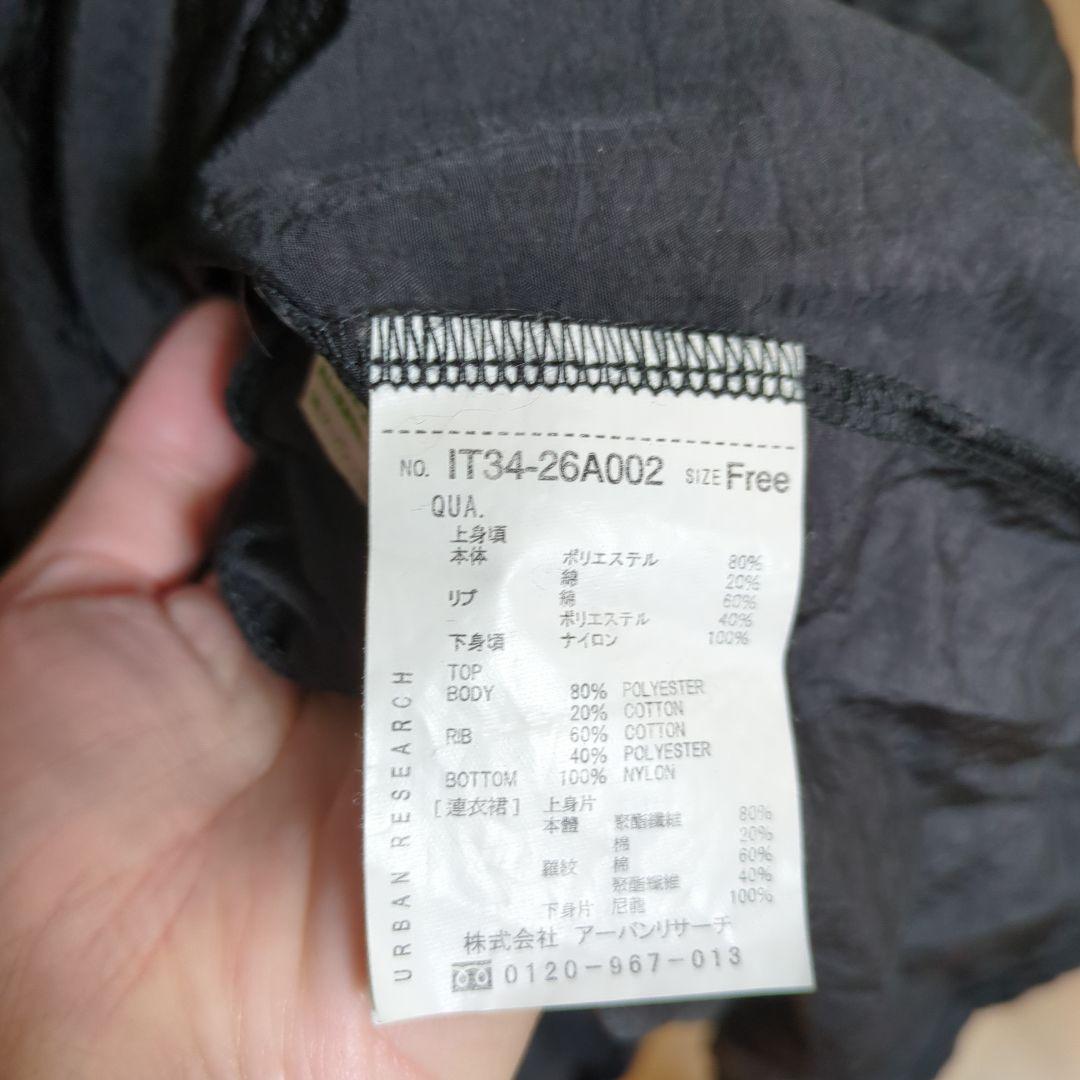 NO. IT34-26A002 SIZE Free
QUA.
上身頃
本体 ポリエステル 80%
綿 20%
リブ 綿 60%
ポリエステル 40%
下身頃 ナイロン 100%
TOP
BODY 80% POLYESTER
20% COTTON
RIB 60% COTTON
40% POLYESTER
BOTTOM 100% NYLON
[連衣裙] 上身片
本體 聚酯纖維 80%
棉 20%
羅紋 棉 60%
聚酯纖維 40%
下身片 尼龍 100%
株式会社 アーバンリサーチ
0120-967-013
URBAN RESEARCH